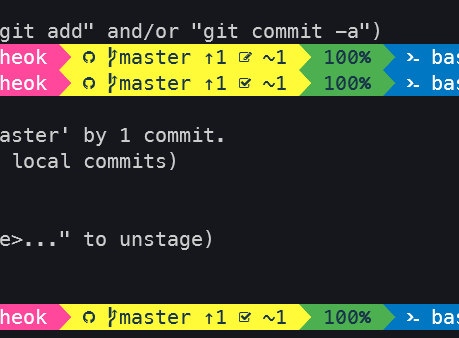 git add" and/or "git commit -a")
heok master ↑1 ~1 100% bas
heok master ↑1 ~1 100% bas
aster' by 1 commit.
local commits)
e>..." to unstage)
heok master ↑1 ~1 100% bas